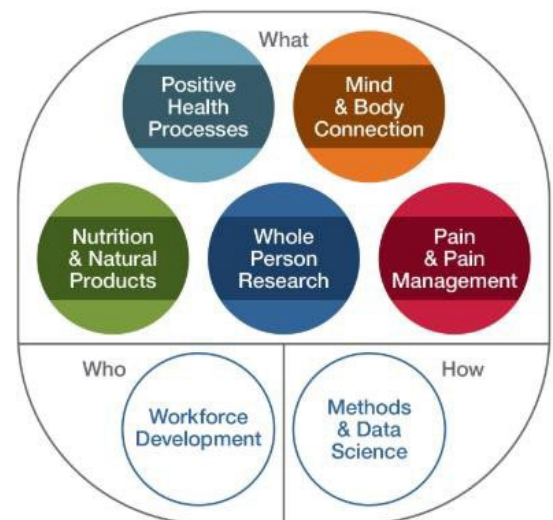 What
Positive
Health
Processes
Mind
& Body
Connection
Nutrition
& Natural
Products
Whole
Person
Research
Pain
& Pain
Management
Who
Workforce
Development
How
Methods
& Data
Science